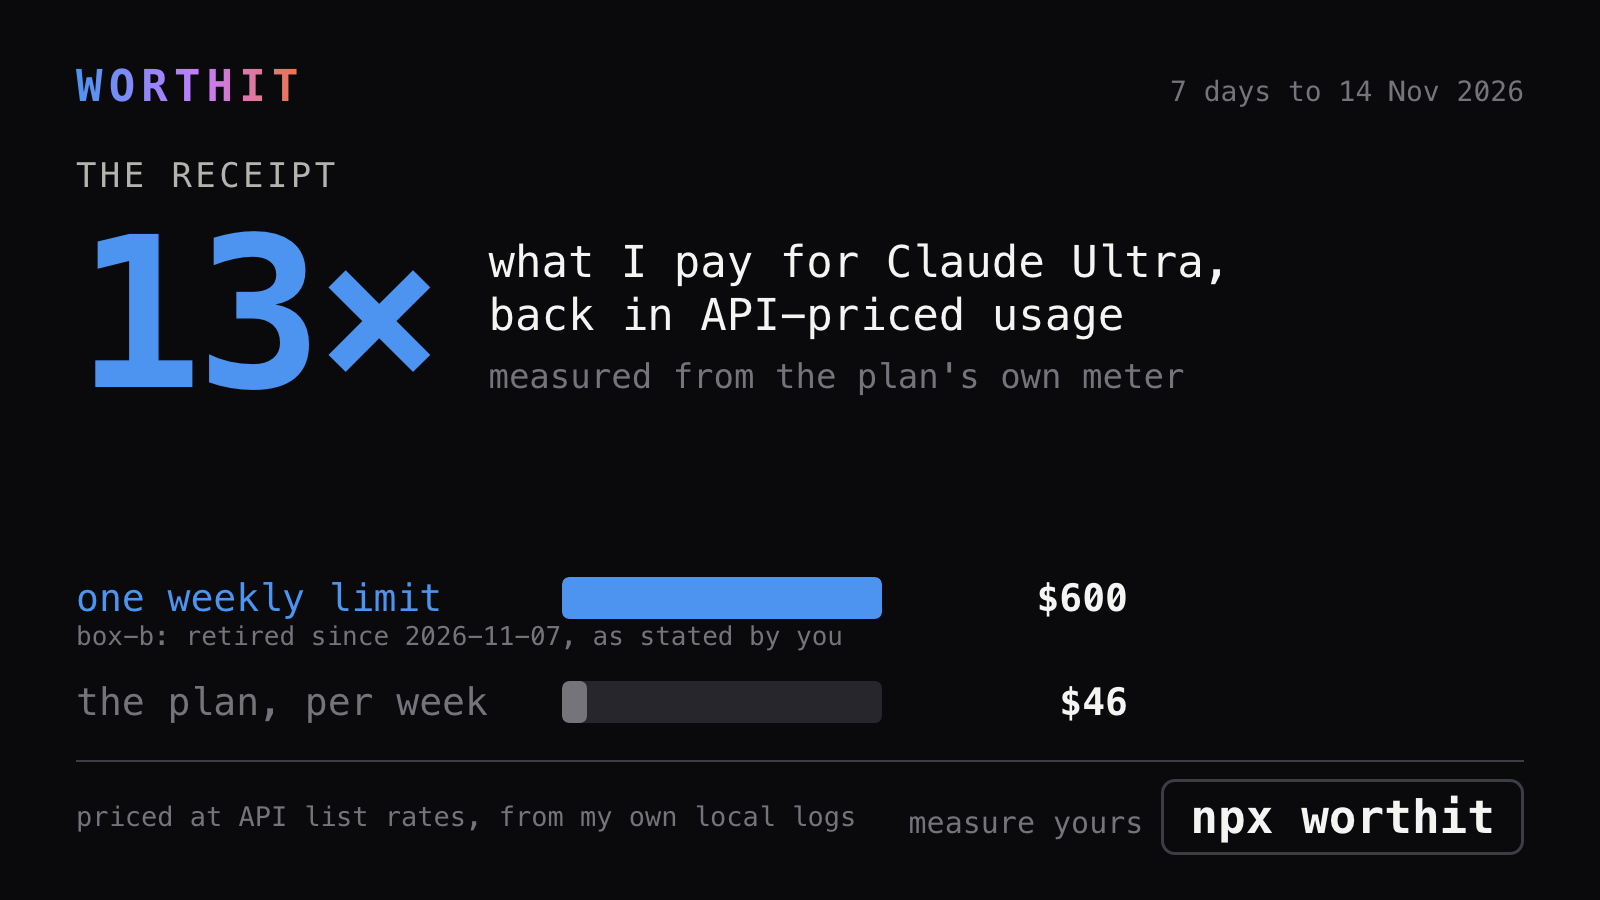 WORTHIT
7 days to 14 Nov 2026
THE RECEIPT
13×
what I pay for Claude Ultra,
back in API−priced usage
measured from the plan's own meter
one weekly limit
$600
box−b: retired since 2026−11−07, as stated by you
the plan, per week
$46
priced at API list rates, from my own local logs
measure yours
npx worthit